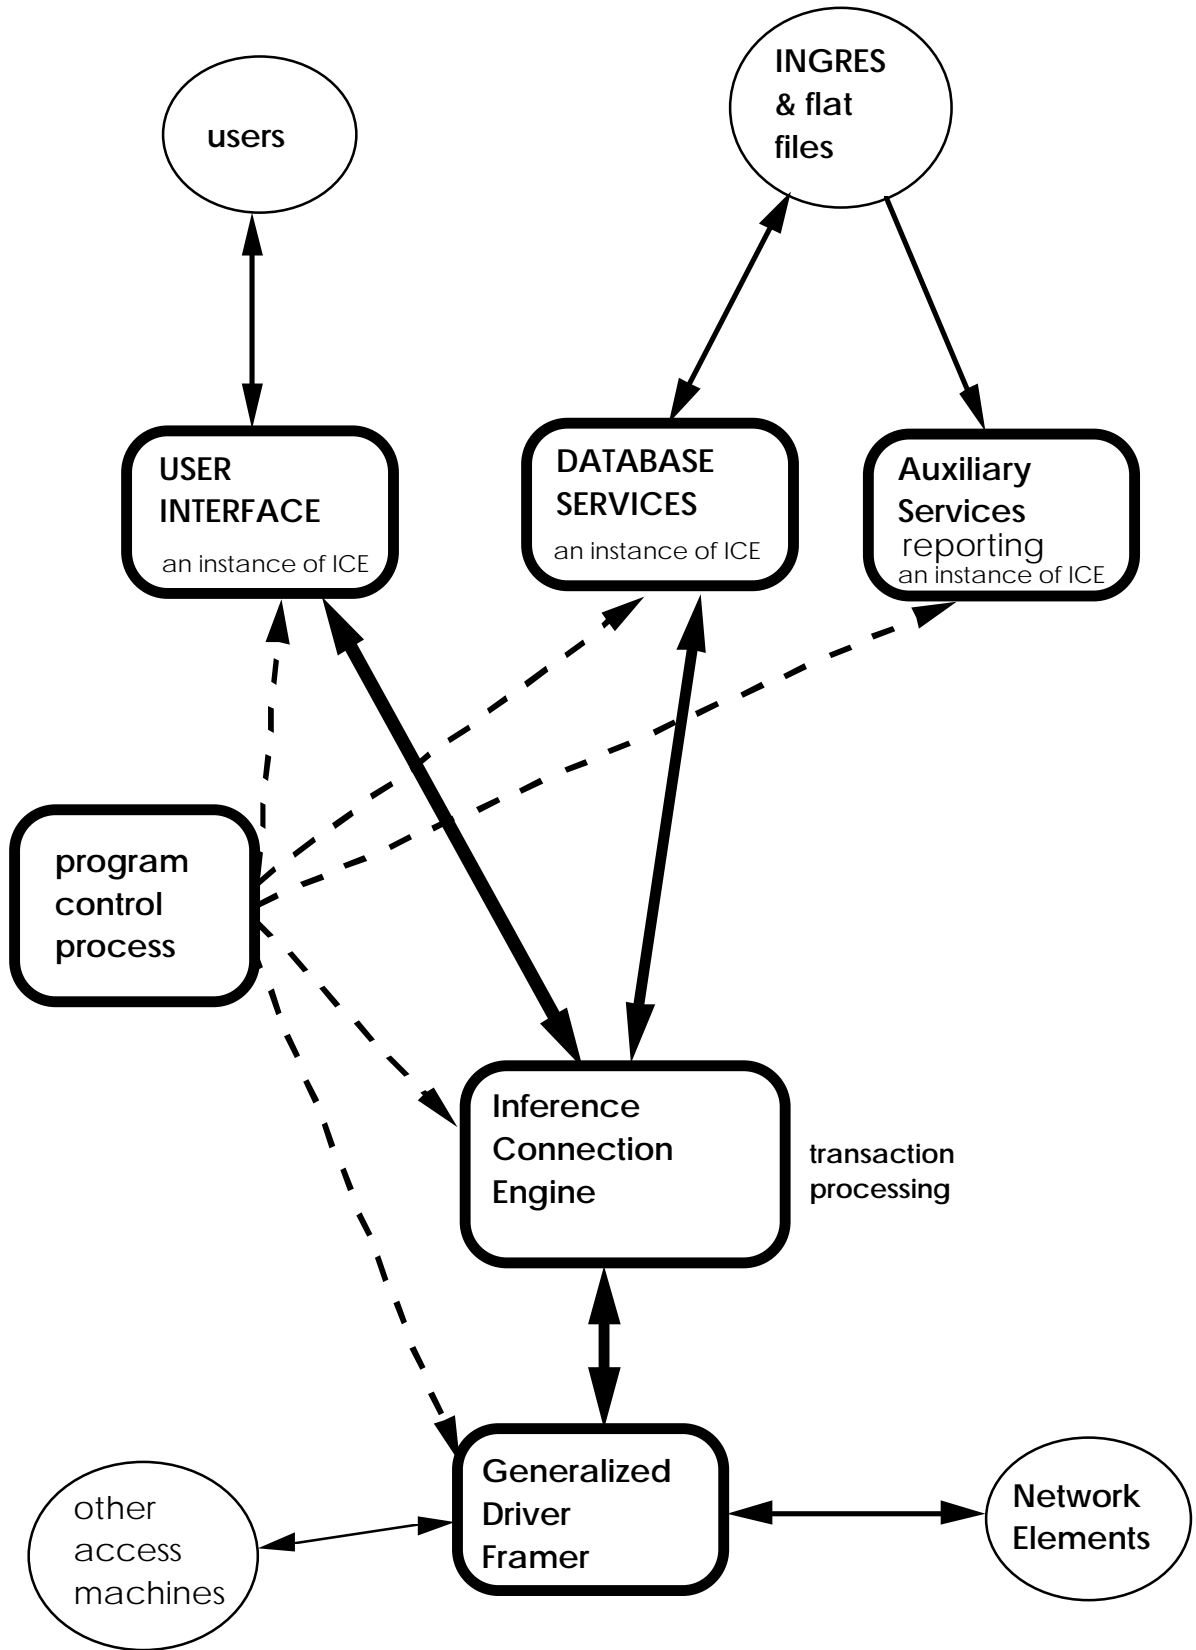 users
INGRES
& flat
files
USER
INTERFACE
an instance of ICE
DATABASE
SERVICES
an instance of ICE
Auxiliary
Services
reporting
an instance of ICE
program
control
process
Inference
Connection
Engine
transaction
processing
Generalized
Driver
Framer
other
access
machines
Network
Elements